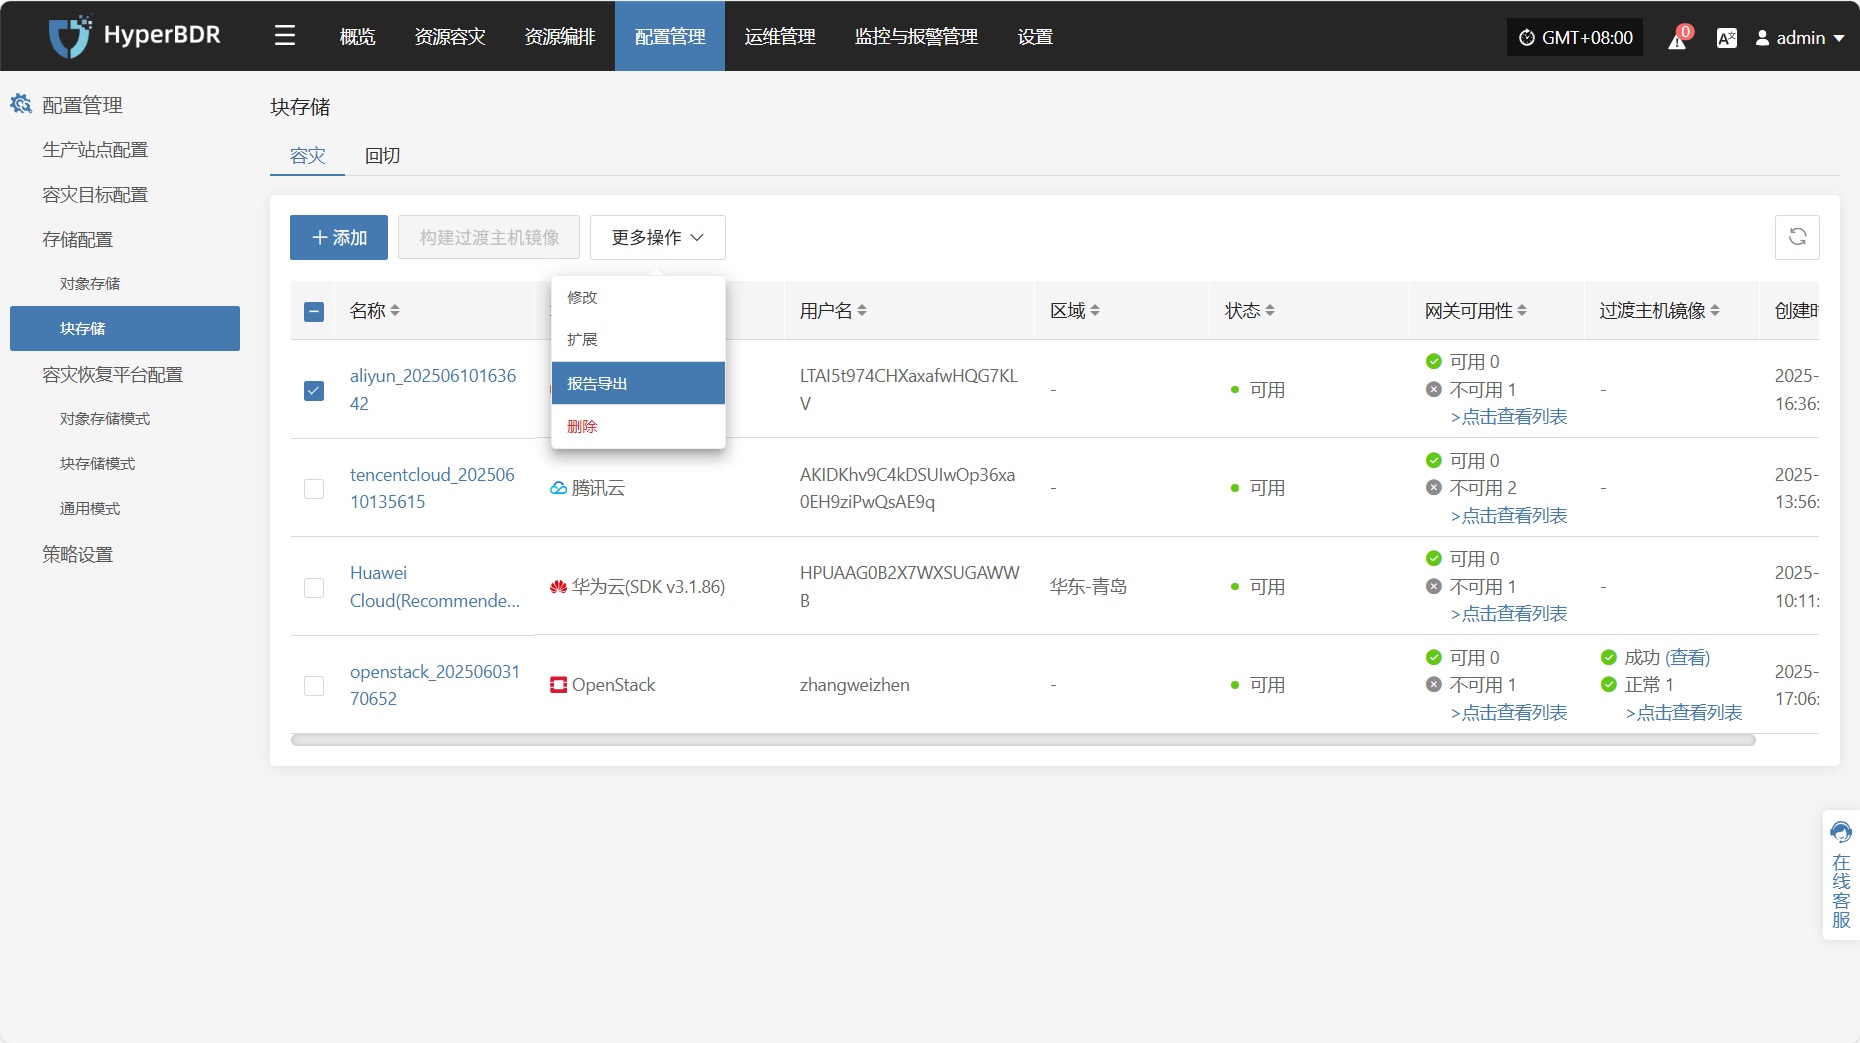 HyperBDR
概览
资源容灾
资源编排
配置管理
运维管理
监控与报警管理
设置
GMT+08:00
0
admin
配置管理
生产站点配置
容灾目标配置
存储配置
对象存储
块存储
容灾恢复平台配置
对象存储模式
块存储模式
通用模式
策略设置
块存储
容灾
回切
添加
构建过渡主机镜像
更多操作
修改
扩展
报告导出
删除
名称
用户名
区域
状态
网关可用性
过渡主机镜像
创建时
aliyun_202506101636
42
LTAI5t974CHXaxafwHQG7KL
V
-
可用
可用 0
不可用 1
>点击查看列表
-
2025-
16:36:
tencentcloud_202506
10135615
腾讯云
AKIDKhv9C4kDSUIwOp36xa
0EH9ziPwQsAE9q
-
可用
可用 0
不可用 2
>点击查看列表
-
2025-
13:56:
Huawei
Cloud(Recommende...
华为云(SDK v3.1.86)
HPUAAG0B2X7WXSUGAWW
B
华东-青岛
可用
可用 0
不可用 1
>点击查看列表
-
2025-
10:11:
openstack_202506031
70652
OpenStack
zhangweizhen
-
可用
可用 0
不可用 1
>点击查看列表
成功 (查看)
正常 1
>点击查看列表
2025-
17:06:
在线客服